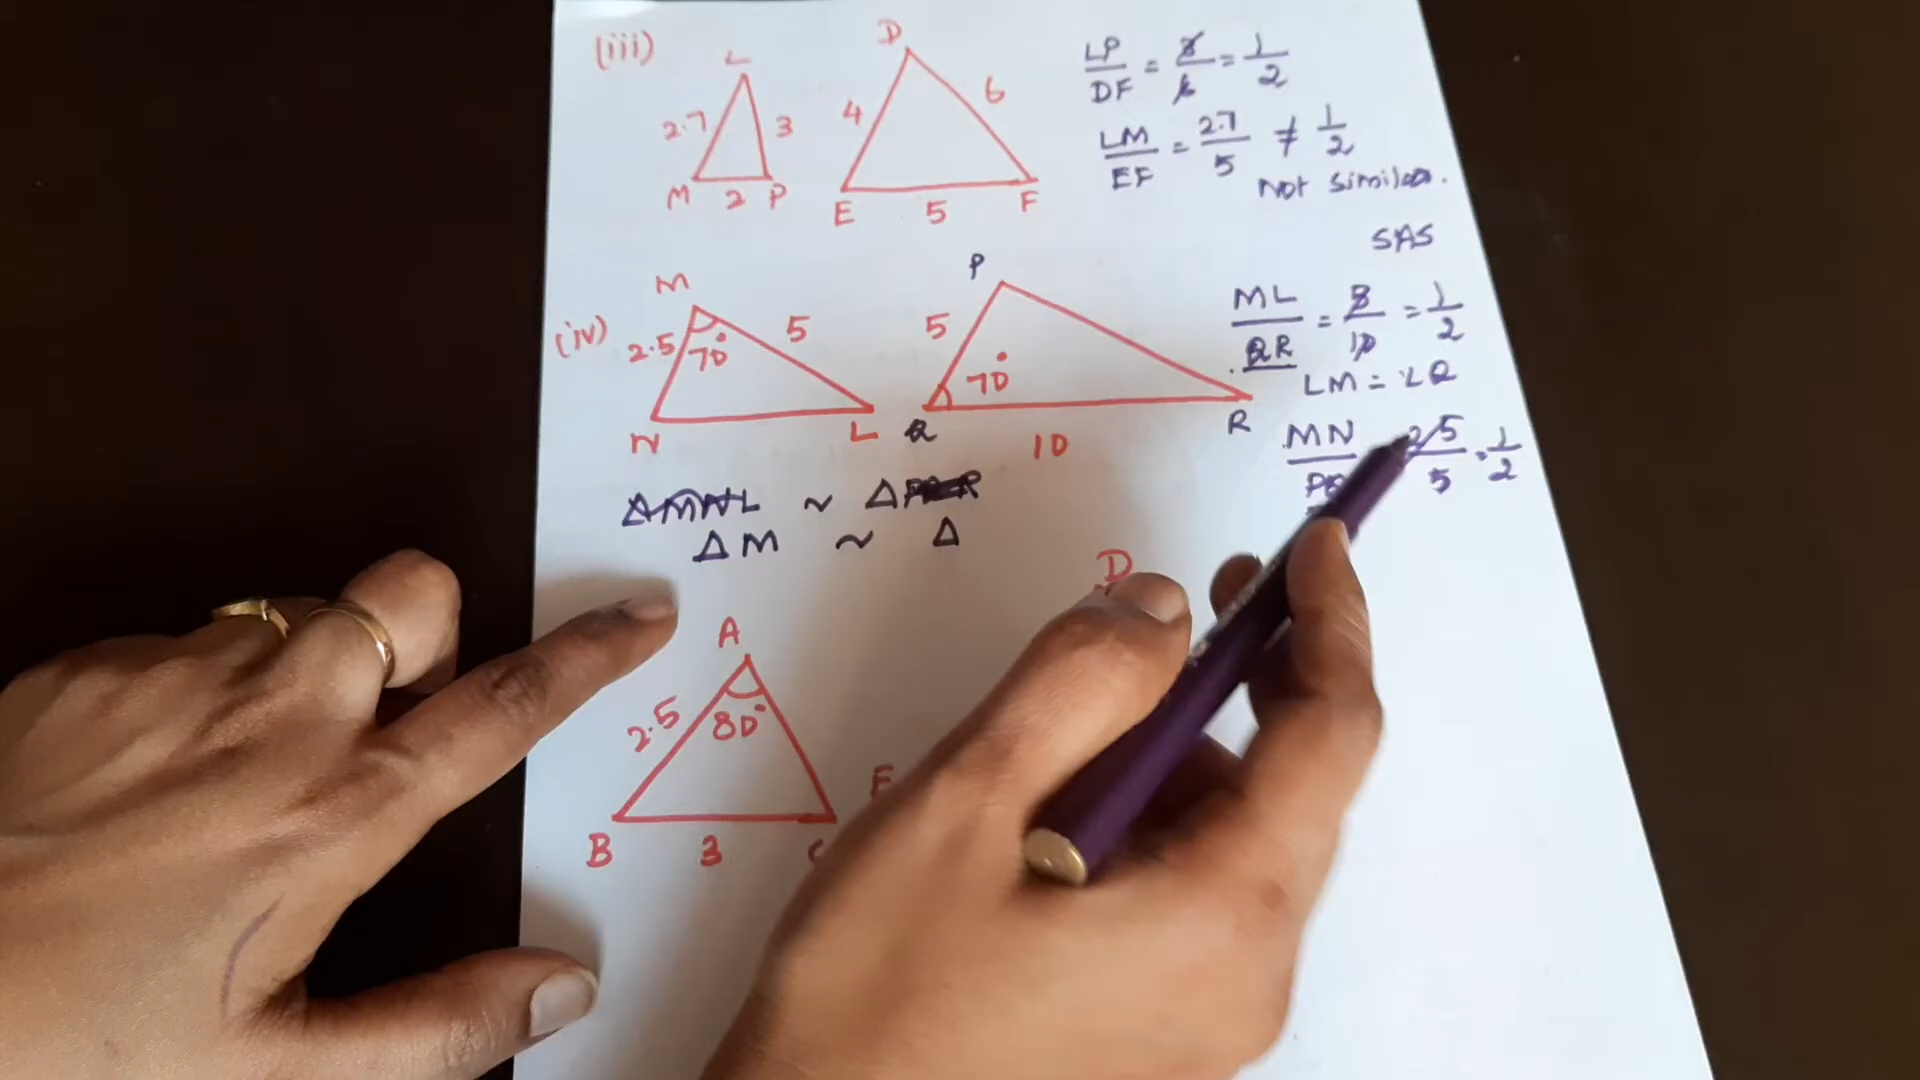 (iii)
L
2.7
3
M 2 P
D
4
6
E 5 F
LP/DF = 3/6 = 1/2
LM/EF = 2.7/5 ≠ 1/2
Not similar.
SAS
(iv)
M
2.5
70°
5
N L
P
5
70°
Q 10 R
ML/QR = 5/10 = 1/2
∠M = ∠Q
MN/PQ 2.5/5 = 1/2
ΔMNL ~ Δ
ΔM ~ Δ
A
2.5
80°
B 3 C
D